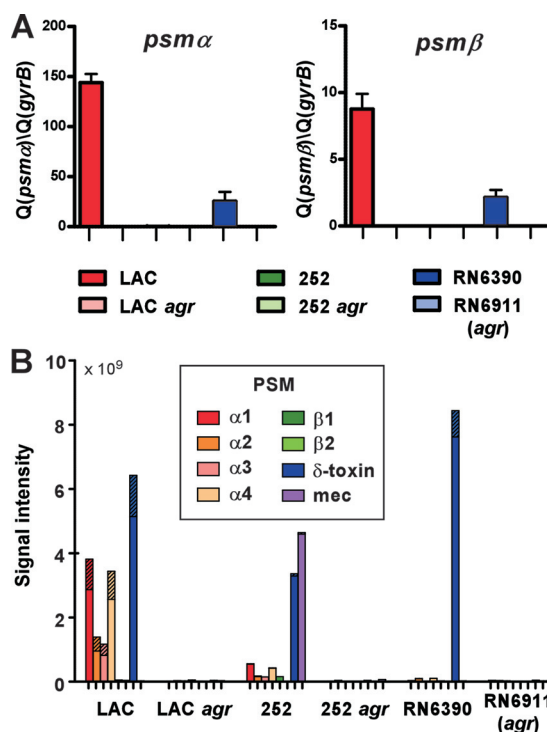 A
psmα
psmβ
Q(psmα)\Q(gyrB)
200
150
100
50
0
Q(psmβ)\Q(gyrB)
15
10
5
0
LAC
252
RN6390
LAC agr
252 agr
RN6911
(agr)
B
x 10⁹
Signal intensity
10
8
6
4
2
0
PSM
α1
β1
α2
β2
α3
δ-toxin
α4
mec
LAC
LAC agr
252
252 agr
RN6390
RN6911
(agr)